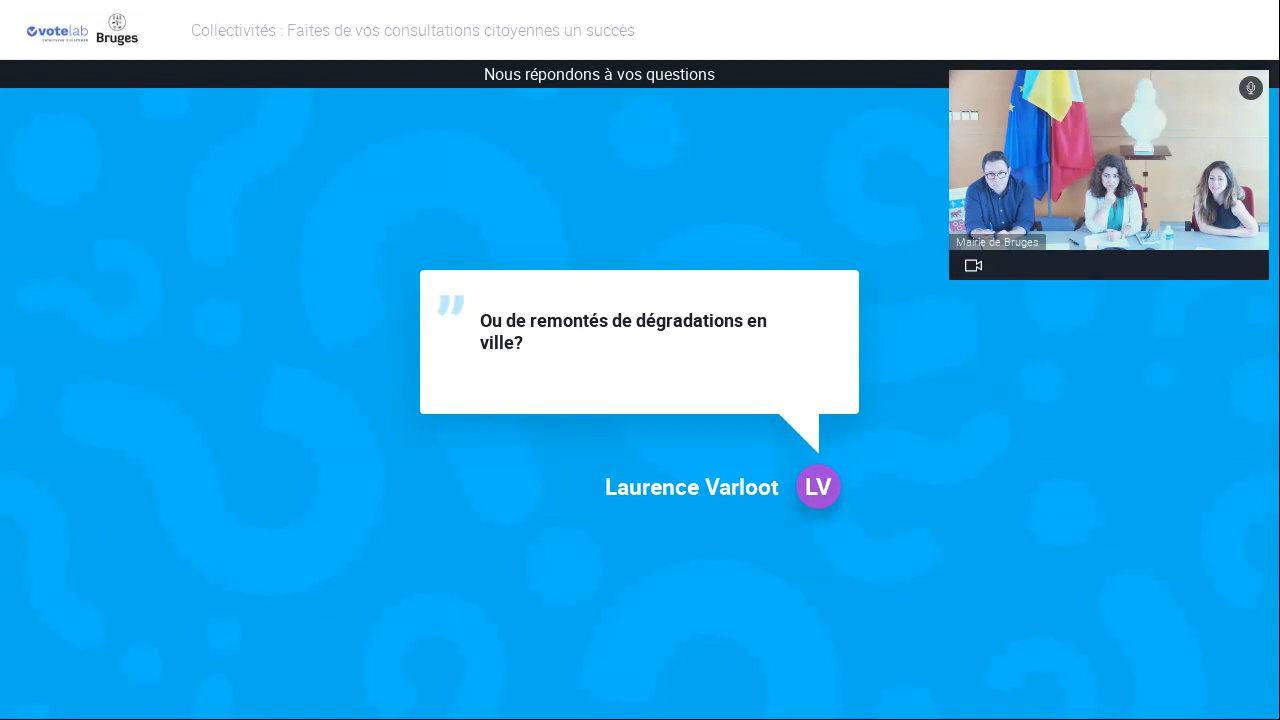 votelab
Bruges
Collectivités : Faites de vos consultations citoyennes un succès
Nous répondons à vos questions
Mairie de Bruges
Ou de remontés de dégradations en
ville?
Laurence Varloot
LV